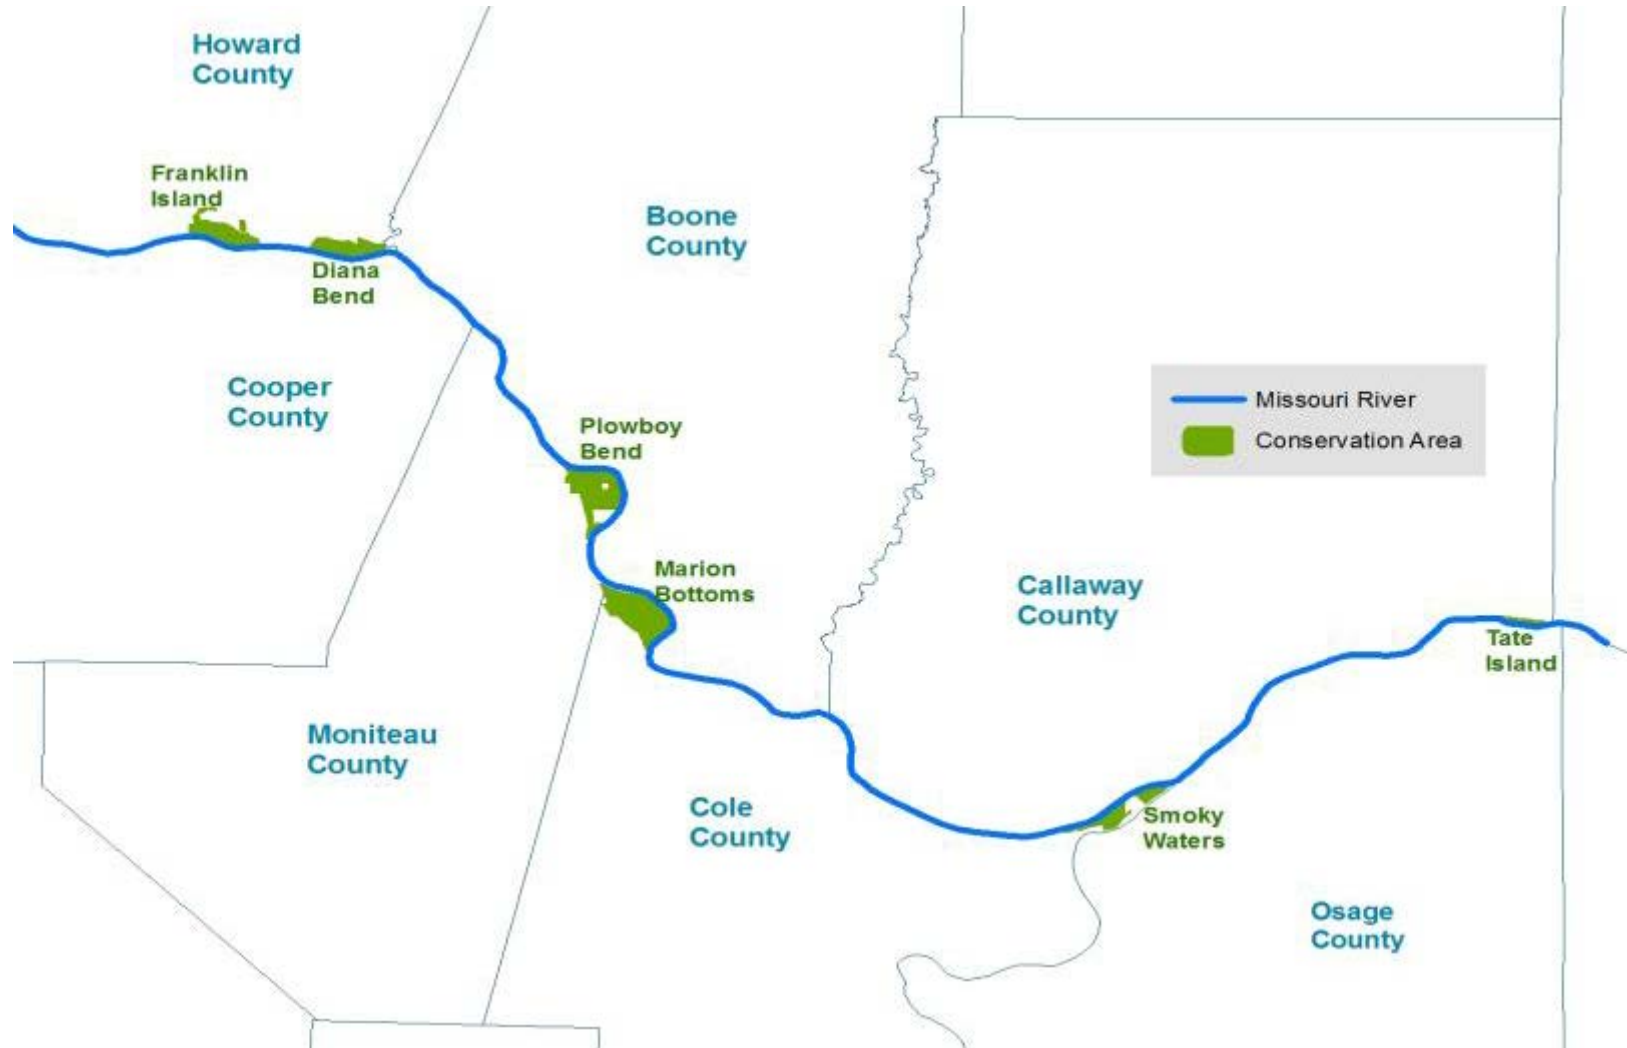 Howard
County
Franklin
Island
Diana
Bend
Boone
County
Cooper
County
Plowboy
Bend
Missouri River
Conservation Area
Marion
Bottoms
Callaway
County
Tate
Island
Moniteau
County
Cole
County
Smoky
Waters
Osage
County